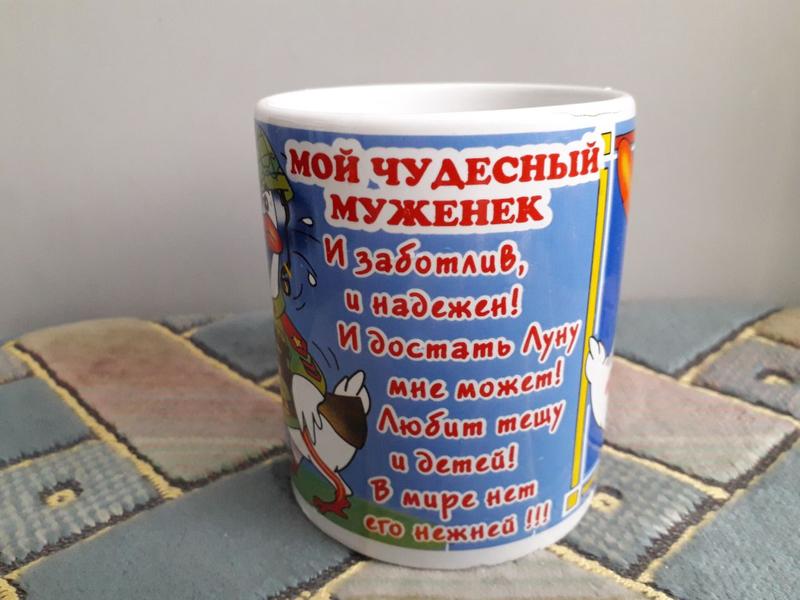 МОЙ ЧУДЕСНЫЙ
МУЖЕНЕК
И заботлив,
и надежен!
И достать Луну
мне может!
Любит тещу
и детей!
В мире нет
его нежней !!!